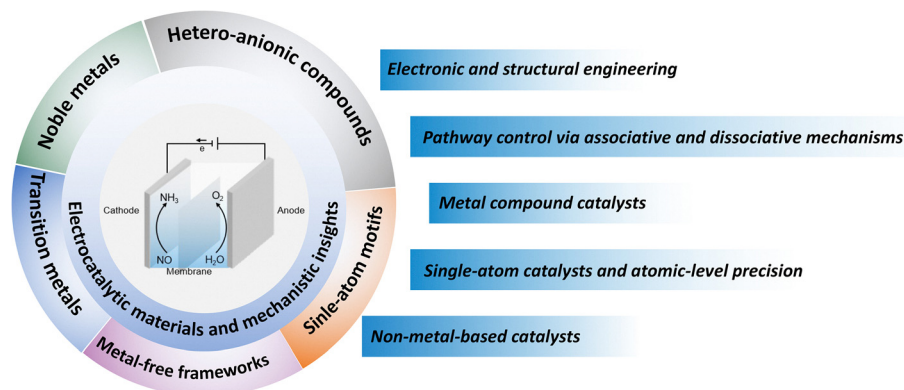 Hetero-anionic compounds
Noble metals
Transition metals
Metal-free frameworks
Sinle-atom motifs
Electrocatalytic materials and mechanistic insights
e
Cathode
NH₃
O₂
Anode
NO
H₂O
Membrane
Electronic and structural engineering
Pathway control via associative and dissociative mechanisms
Metal compound catalysts
Single-atom catalysts and atomic-level precision
Non-metal-based catalysts